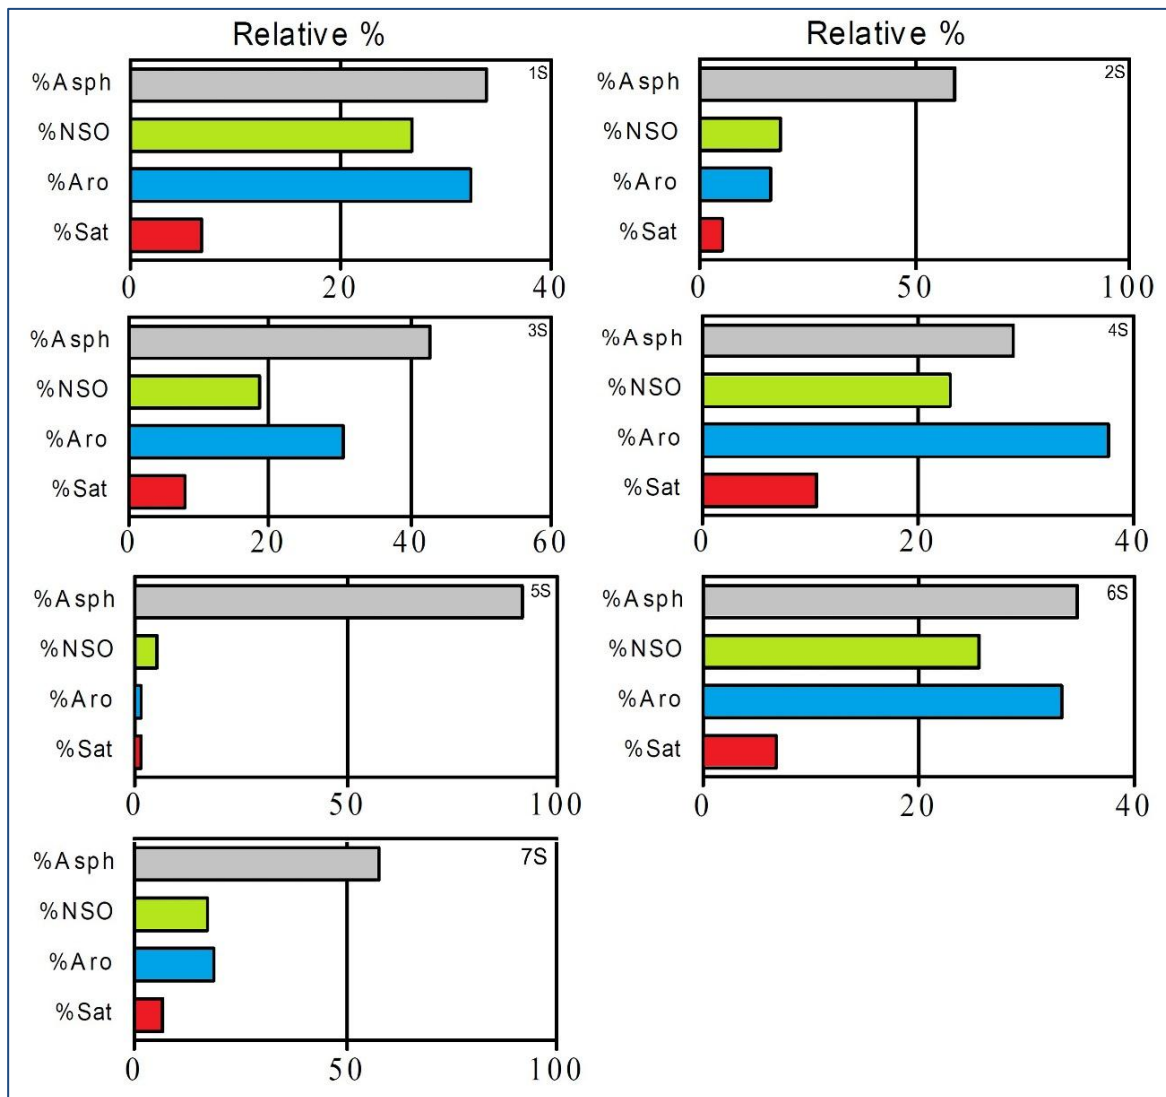 Relative %
1S
%Asph
%NSO
%Aro
%Sat
0 20 40
Relative %
2S
%Asph
%NSO
%Aro
%Sat
0 50 100
3S
%Asph
%NSO
%Aro
%Sat
0 20 40 60
4S
%Asph
%NSO
%Aro
%Sat
0 20 40
5S
%Asph
%NSO
%Aro
%Sat
0 50 100
6S
%Asph
%NSO
%Aro
%Sat
0 20 40
7S
%Asph
%NSO
%Aro
%Sat
0 50 100